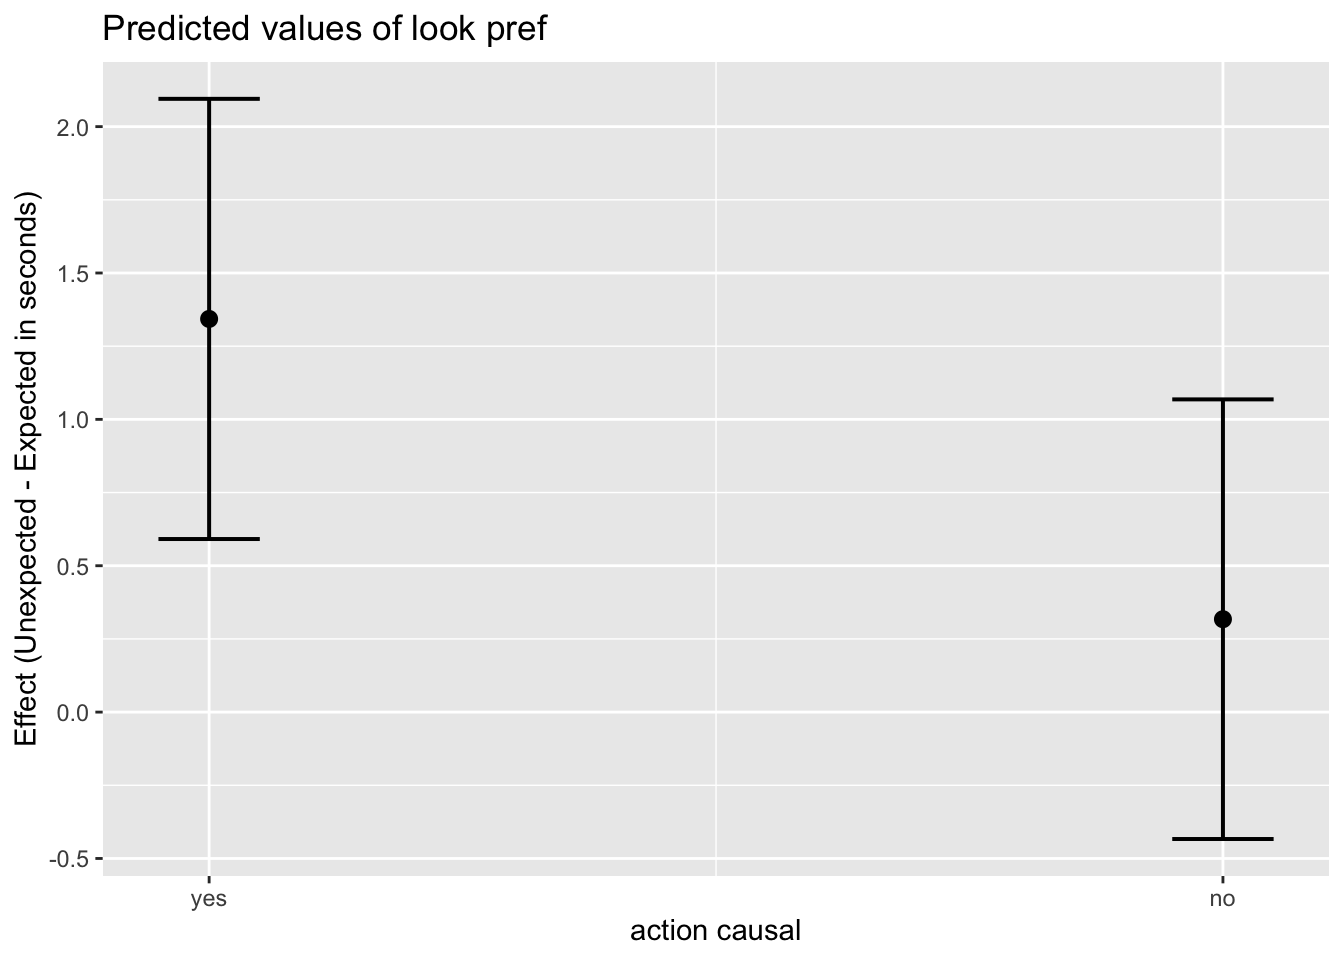 Predicted values of look pref
Effect (Unexpected - Expected in seconds)
2.0
1.5
1.0
0.5
0.0
-0.5
yes
no
action causal